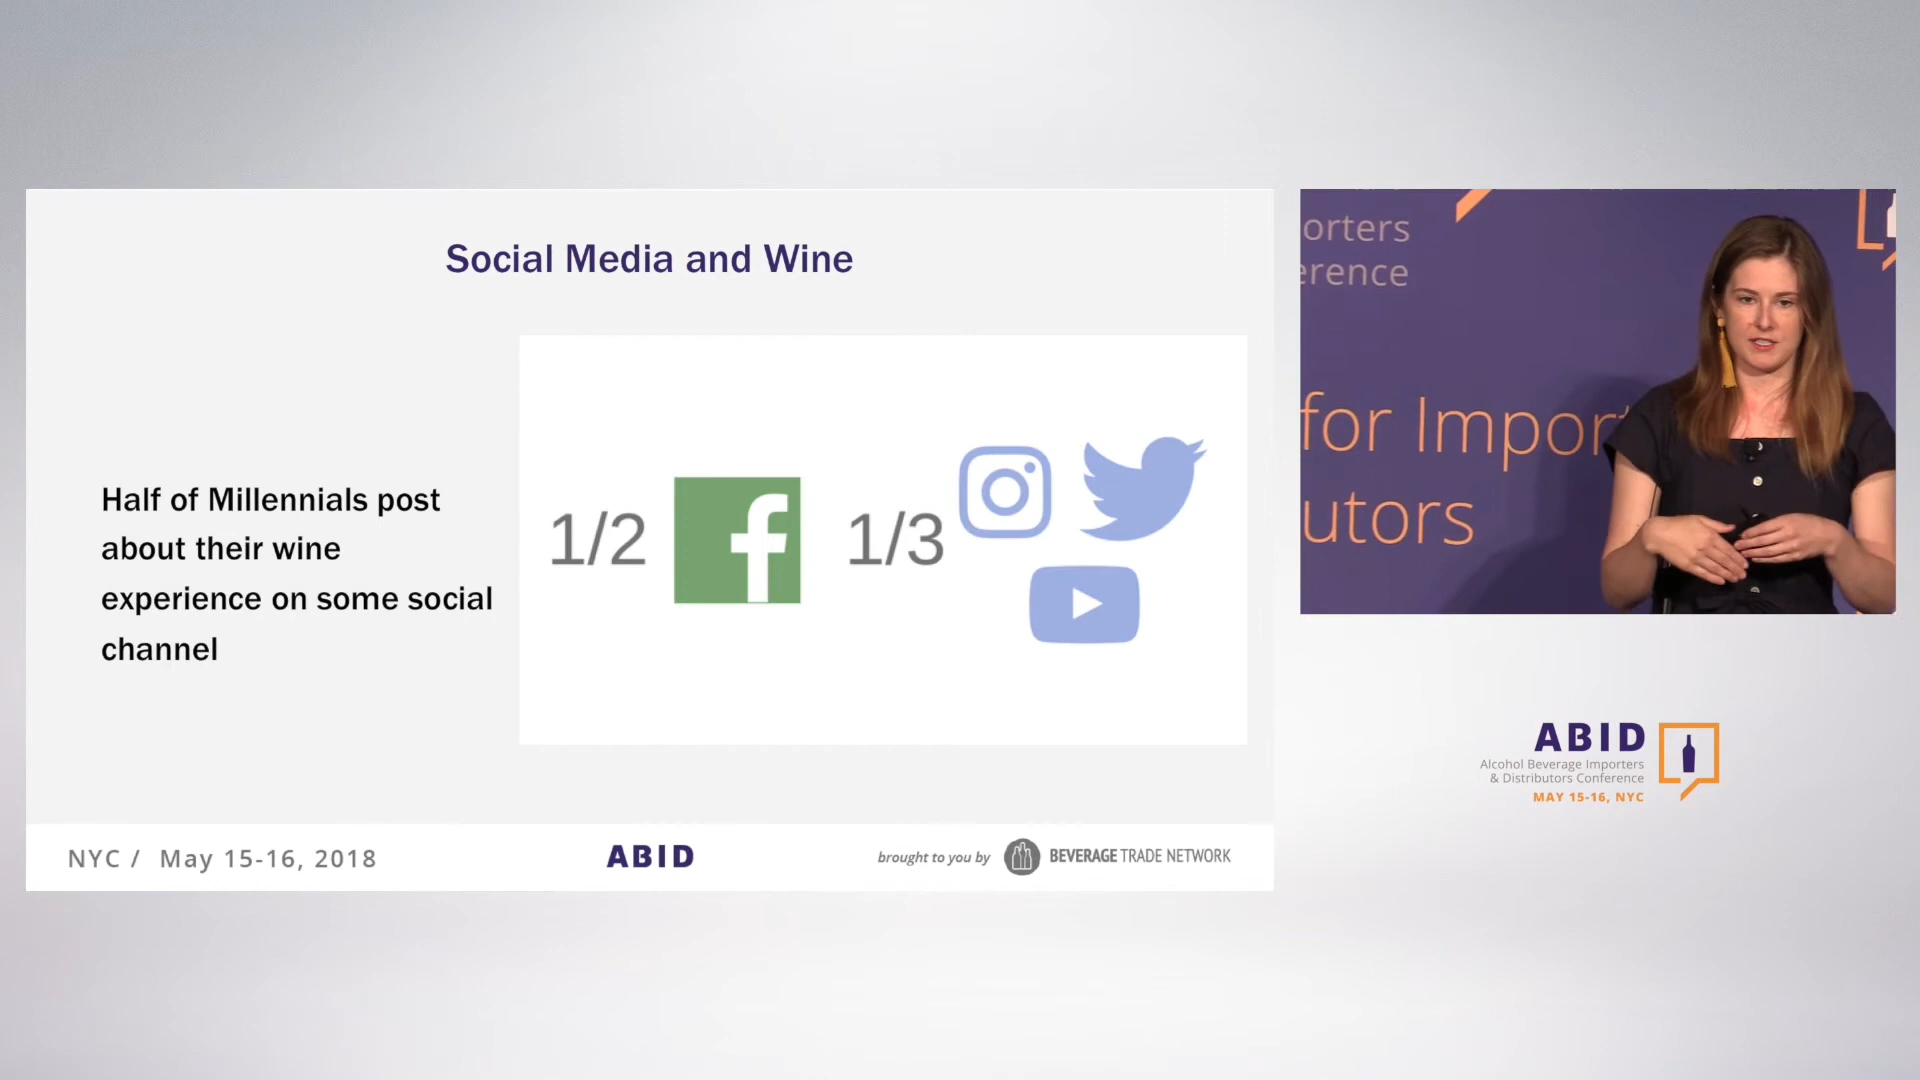 Social Media and Wine
Half of Millennials post
about their wine
experience on some social
channel
1/2
1/3
NYC / May 15-16, 2018
ABID
brought to you by
BEVERAGE TRADE NETWORK
orters
erence
for Import
utors
ABID
Alcohol Beverage Importers
& Distributors Conference
MAY 15-16, NYC